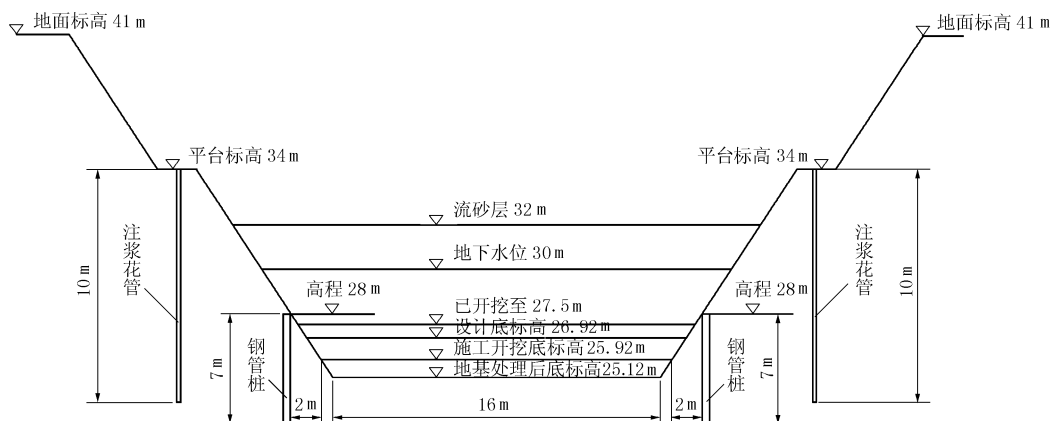 地面标高 41 m
地面标高 41 m
平台标高 34 m
平台标高 34 m
流砂层 32 m
地下水位 30 m
注浆花管
注浆花管
10 m
10 m
高程 28 m
高程 28 m
已开挖至 27.5 m
设计底标高 26.92 m
施工开挖底标高 25.92 m
地基处理后底标高 25.12 m
钢管桩
钢管桩
7 m
7 m
2 m
16 m
2 m